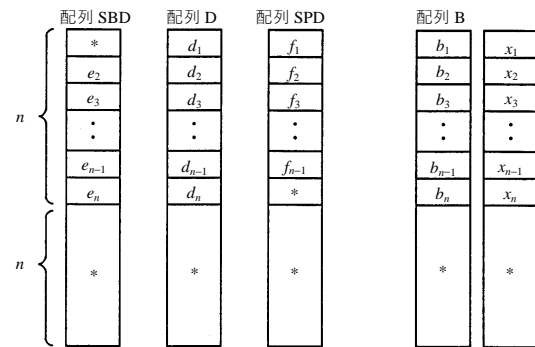 配列 SBD 配列 D 配列 SPD 配列 B
* d₁ f₁ b₁ x₁
e₂ d₂ f₂ b₂ x₂
e₃ d₃ f₃ b₃ x₃
n : : : : :
eₙ₋₁ dₙ₋₁ fₙ₋₁ bₙ₋₁ xₙ₋₁
eₙ dₙ * bₙ xₙ
n * * * * *